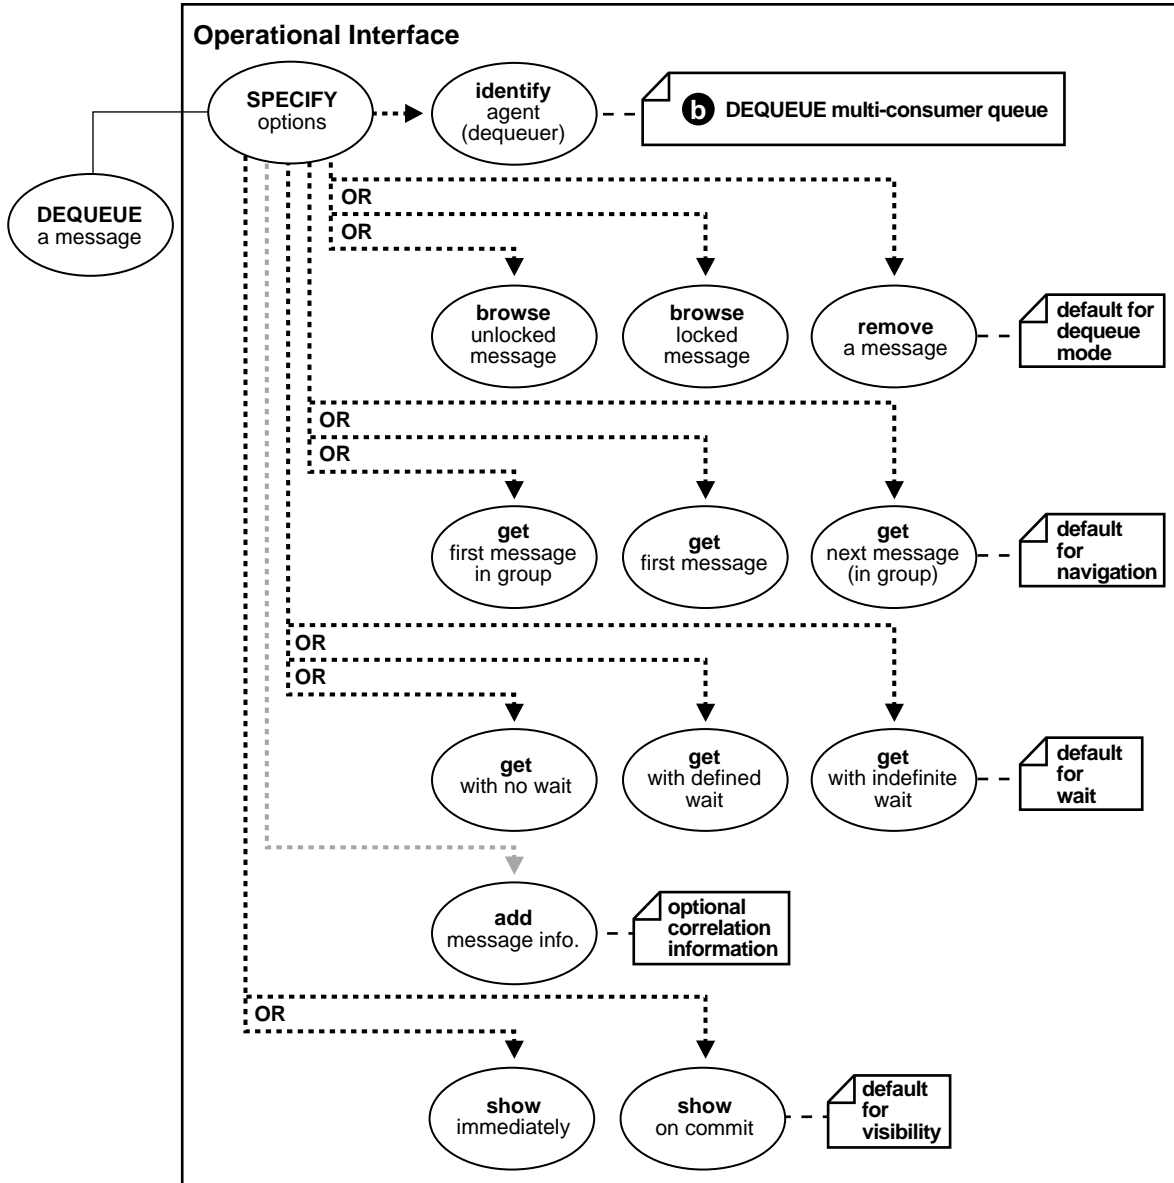 Operational Interface
SPECIFY
options
identify
agent
(dequeuer)
b DEQUEUE multi-consumer queue
DEQUEUE
a message
OR
OR
browse
unlocked
message
browse
locked
message
remove
a message
default for
dequeue
mode
OR
OR
get
first message
in group
get
first message
get
next message
(in group)
default
for
navigation
OR
OR
get
with no wait
get
with defined
wait
get
with indefinite
wait
default
for
wait
add
message info.
optional
correlation
information
OR
show
immediately
show
on commit
default
for
visibility